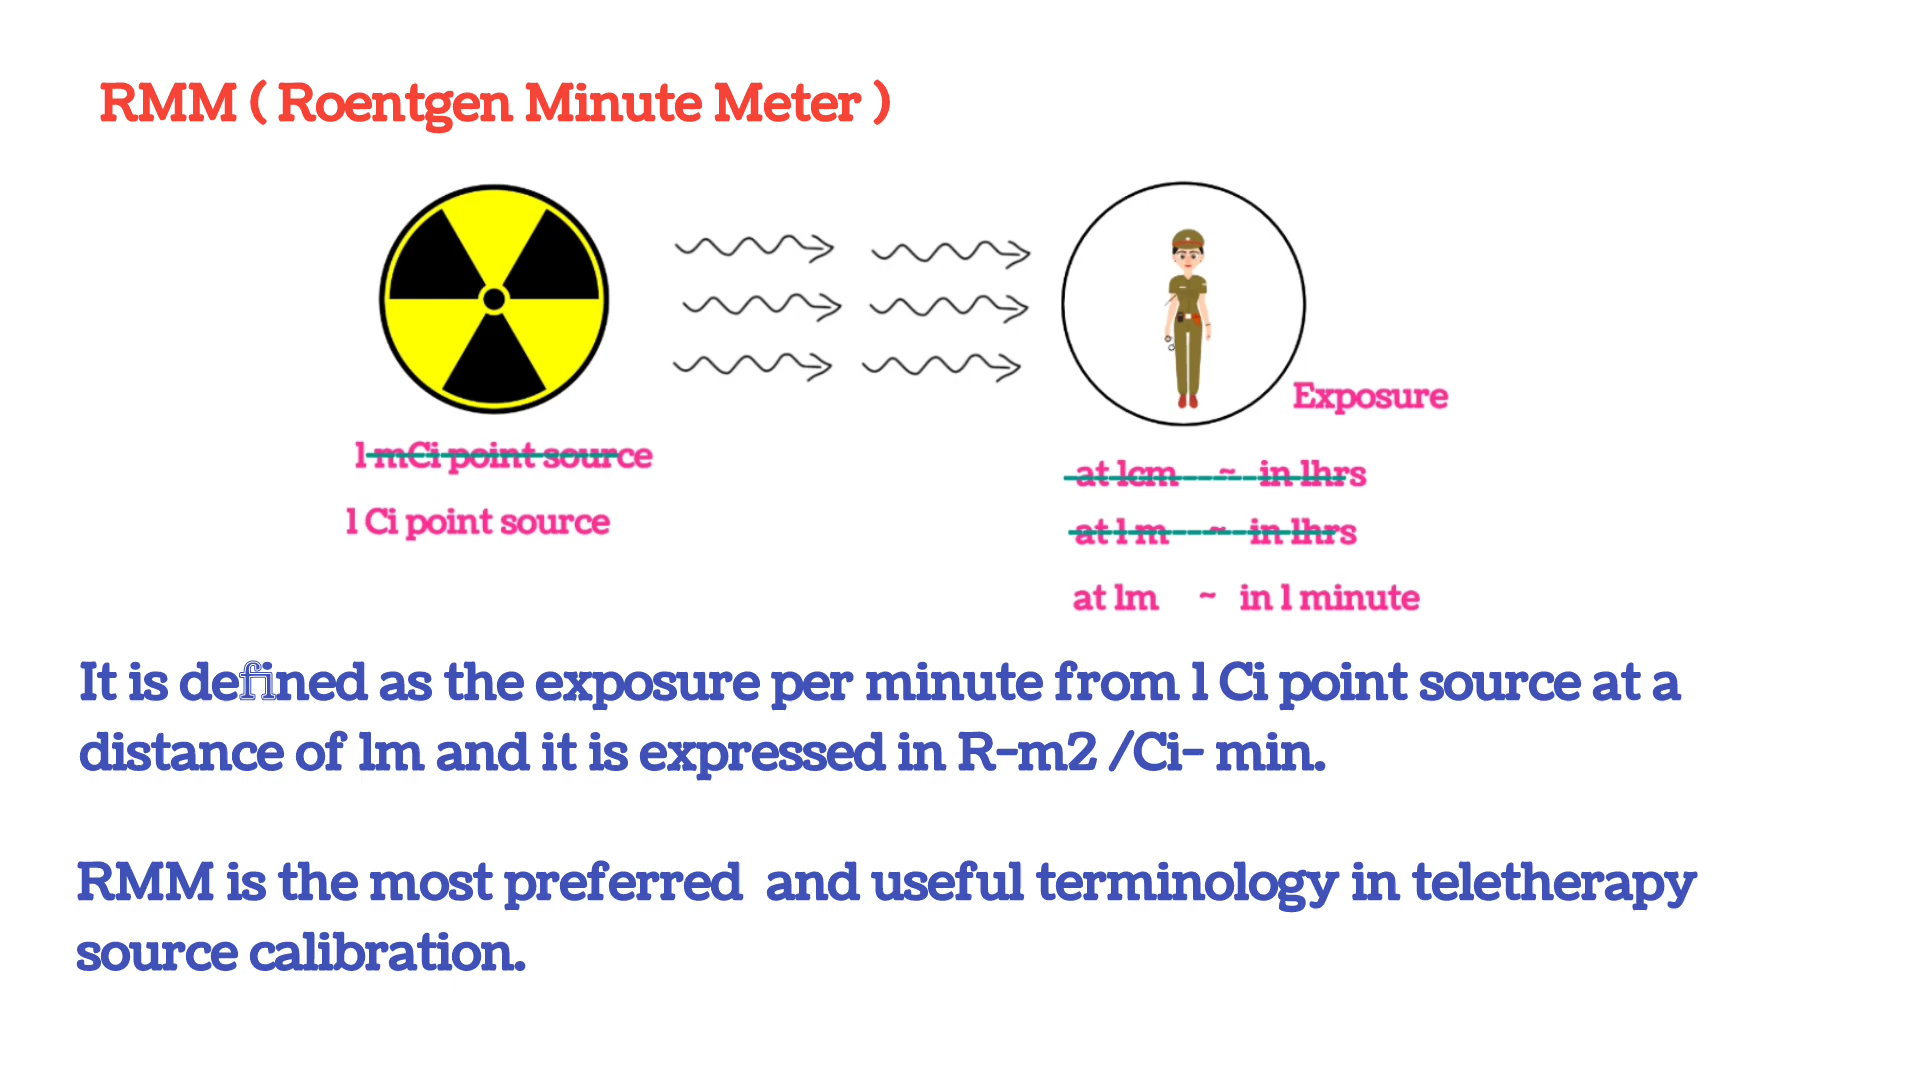 RMM ( Roentgen Minute Meter )
Exposure
1 mCi point source
at 1cm ~ in 1hrs
1 Ci point source
at 1 m ~ in 1hrs
at 1m ~ in 1 minute
It is defined as the exposure per minute from 1 Ci point source at a
distance of 1m and it is expressed in R-m2 /Ci- min.
RMM is the most preferred and useful terminology in teletherapy
source calibration.